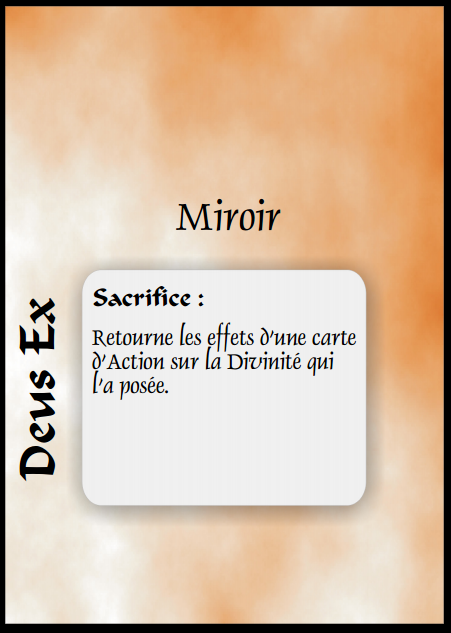 Miroir
Deus Ex
Sacrifice :
Retourne les effets d'une carte
d'Action sur la Divinité qui
l'a posée.